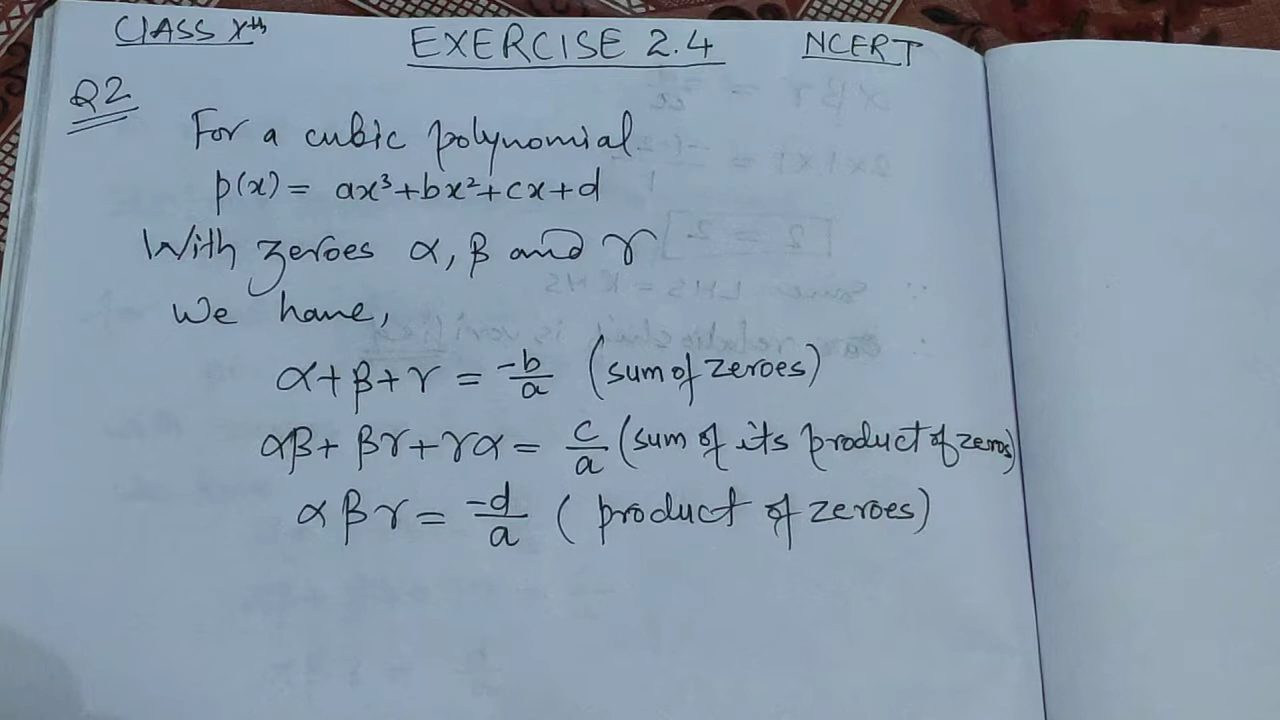 CLASS Xth EXERCISE 2.4 NCERT
Q2
For a cubic polynomial
p(x) = ax³+bx²+cx+d
With zeroes α, β and γ
We have,
α+β+γ = -b/a (sum of zeroes)
αβ+βγ+γα = c/a (sum of its product of zeros)
αβγ = -d/a (product of zeroes)